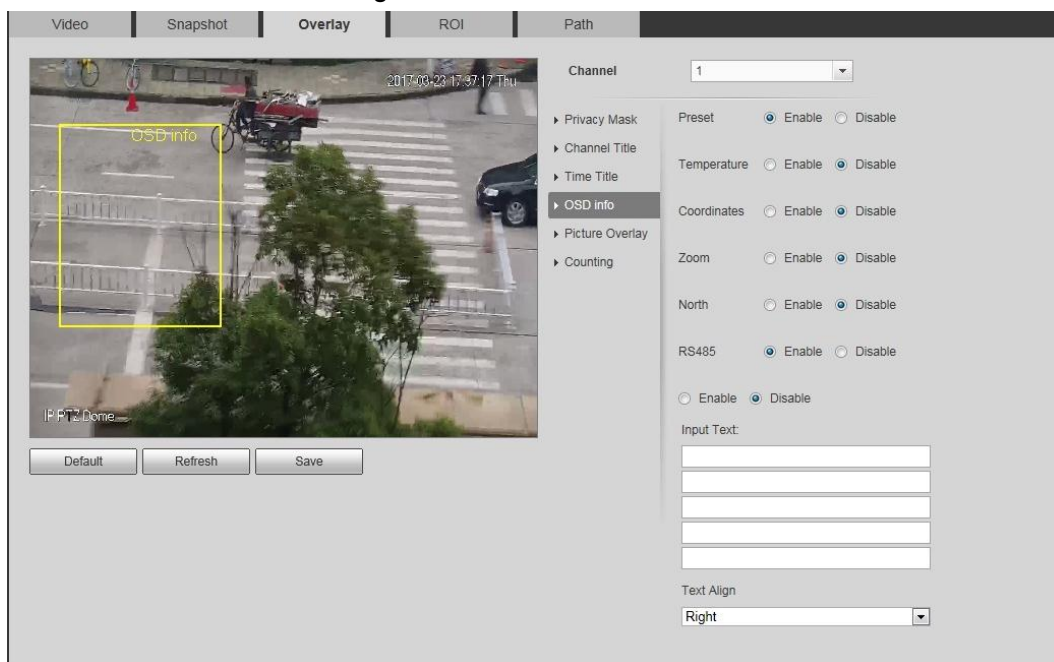 Video Snapshot Overlay ROI Path
2017-03-23 17:37:17 Thu
OSD info
IP PTZ Dome
Default Refresh Save
Channel 1
Privacy Mask
Channel Title
Time Title
OSD info
Picture Overlay
Counting
Preset Enable Disable
Temperature Enable Disable
Coordinates Enable Disable
Zoom Enable Disable
North Enable Disable
RS485 Enable Disable
Enable Disable
Input Text:
Text Align
Right